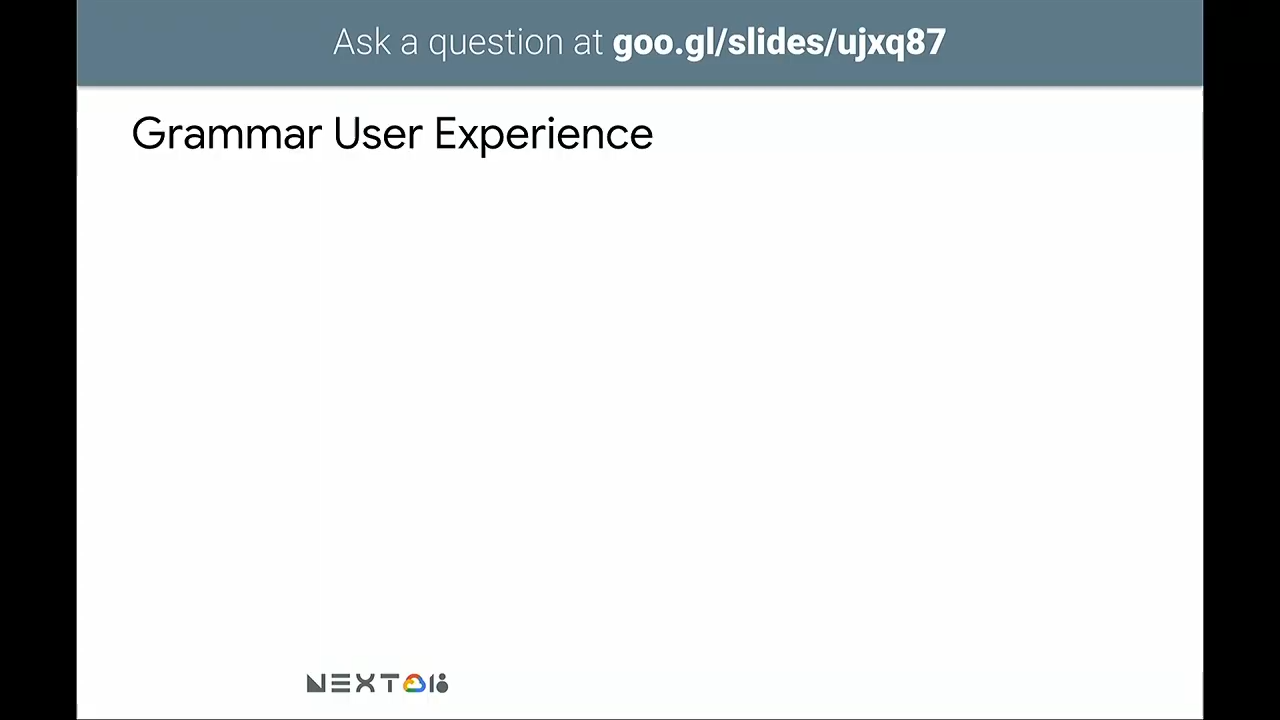 Ask a question at goo.gl/slides/ujxq87
Grammar User Experience
NEXT 18